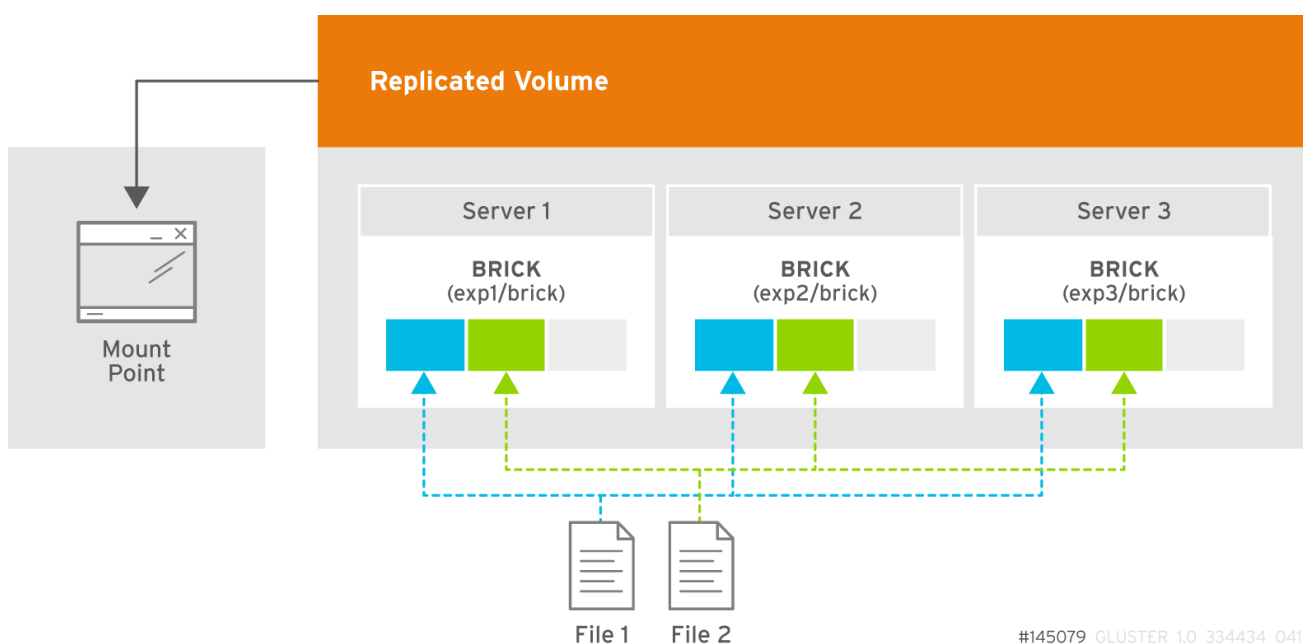 Replicated Volume
Server 1
Server 2
Server 3
BRICK
(exp1/brick)
BRICK
(exp2/brick)
BRICK
(exp3/brick)
Mount
Point
File 1
File 2
#145079 GLUSTER 1.0 334434